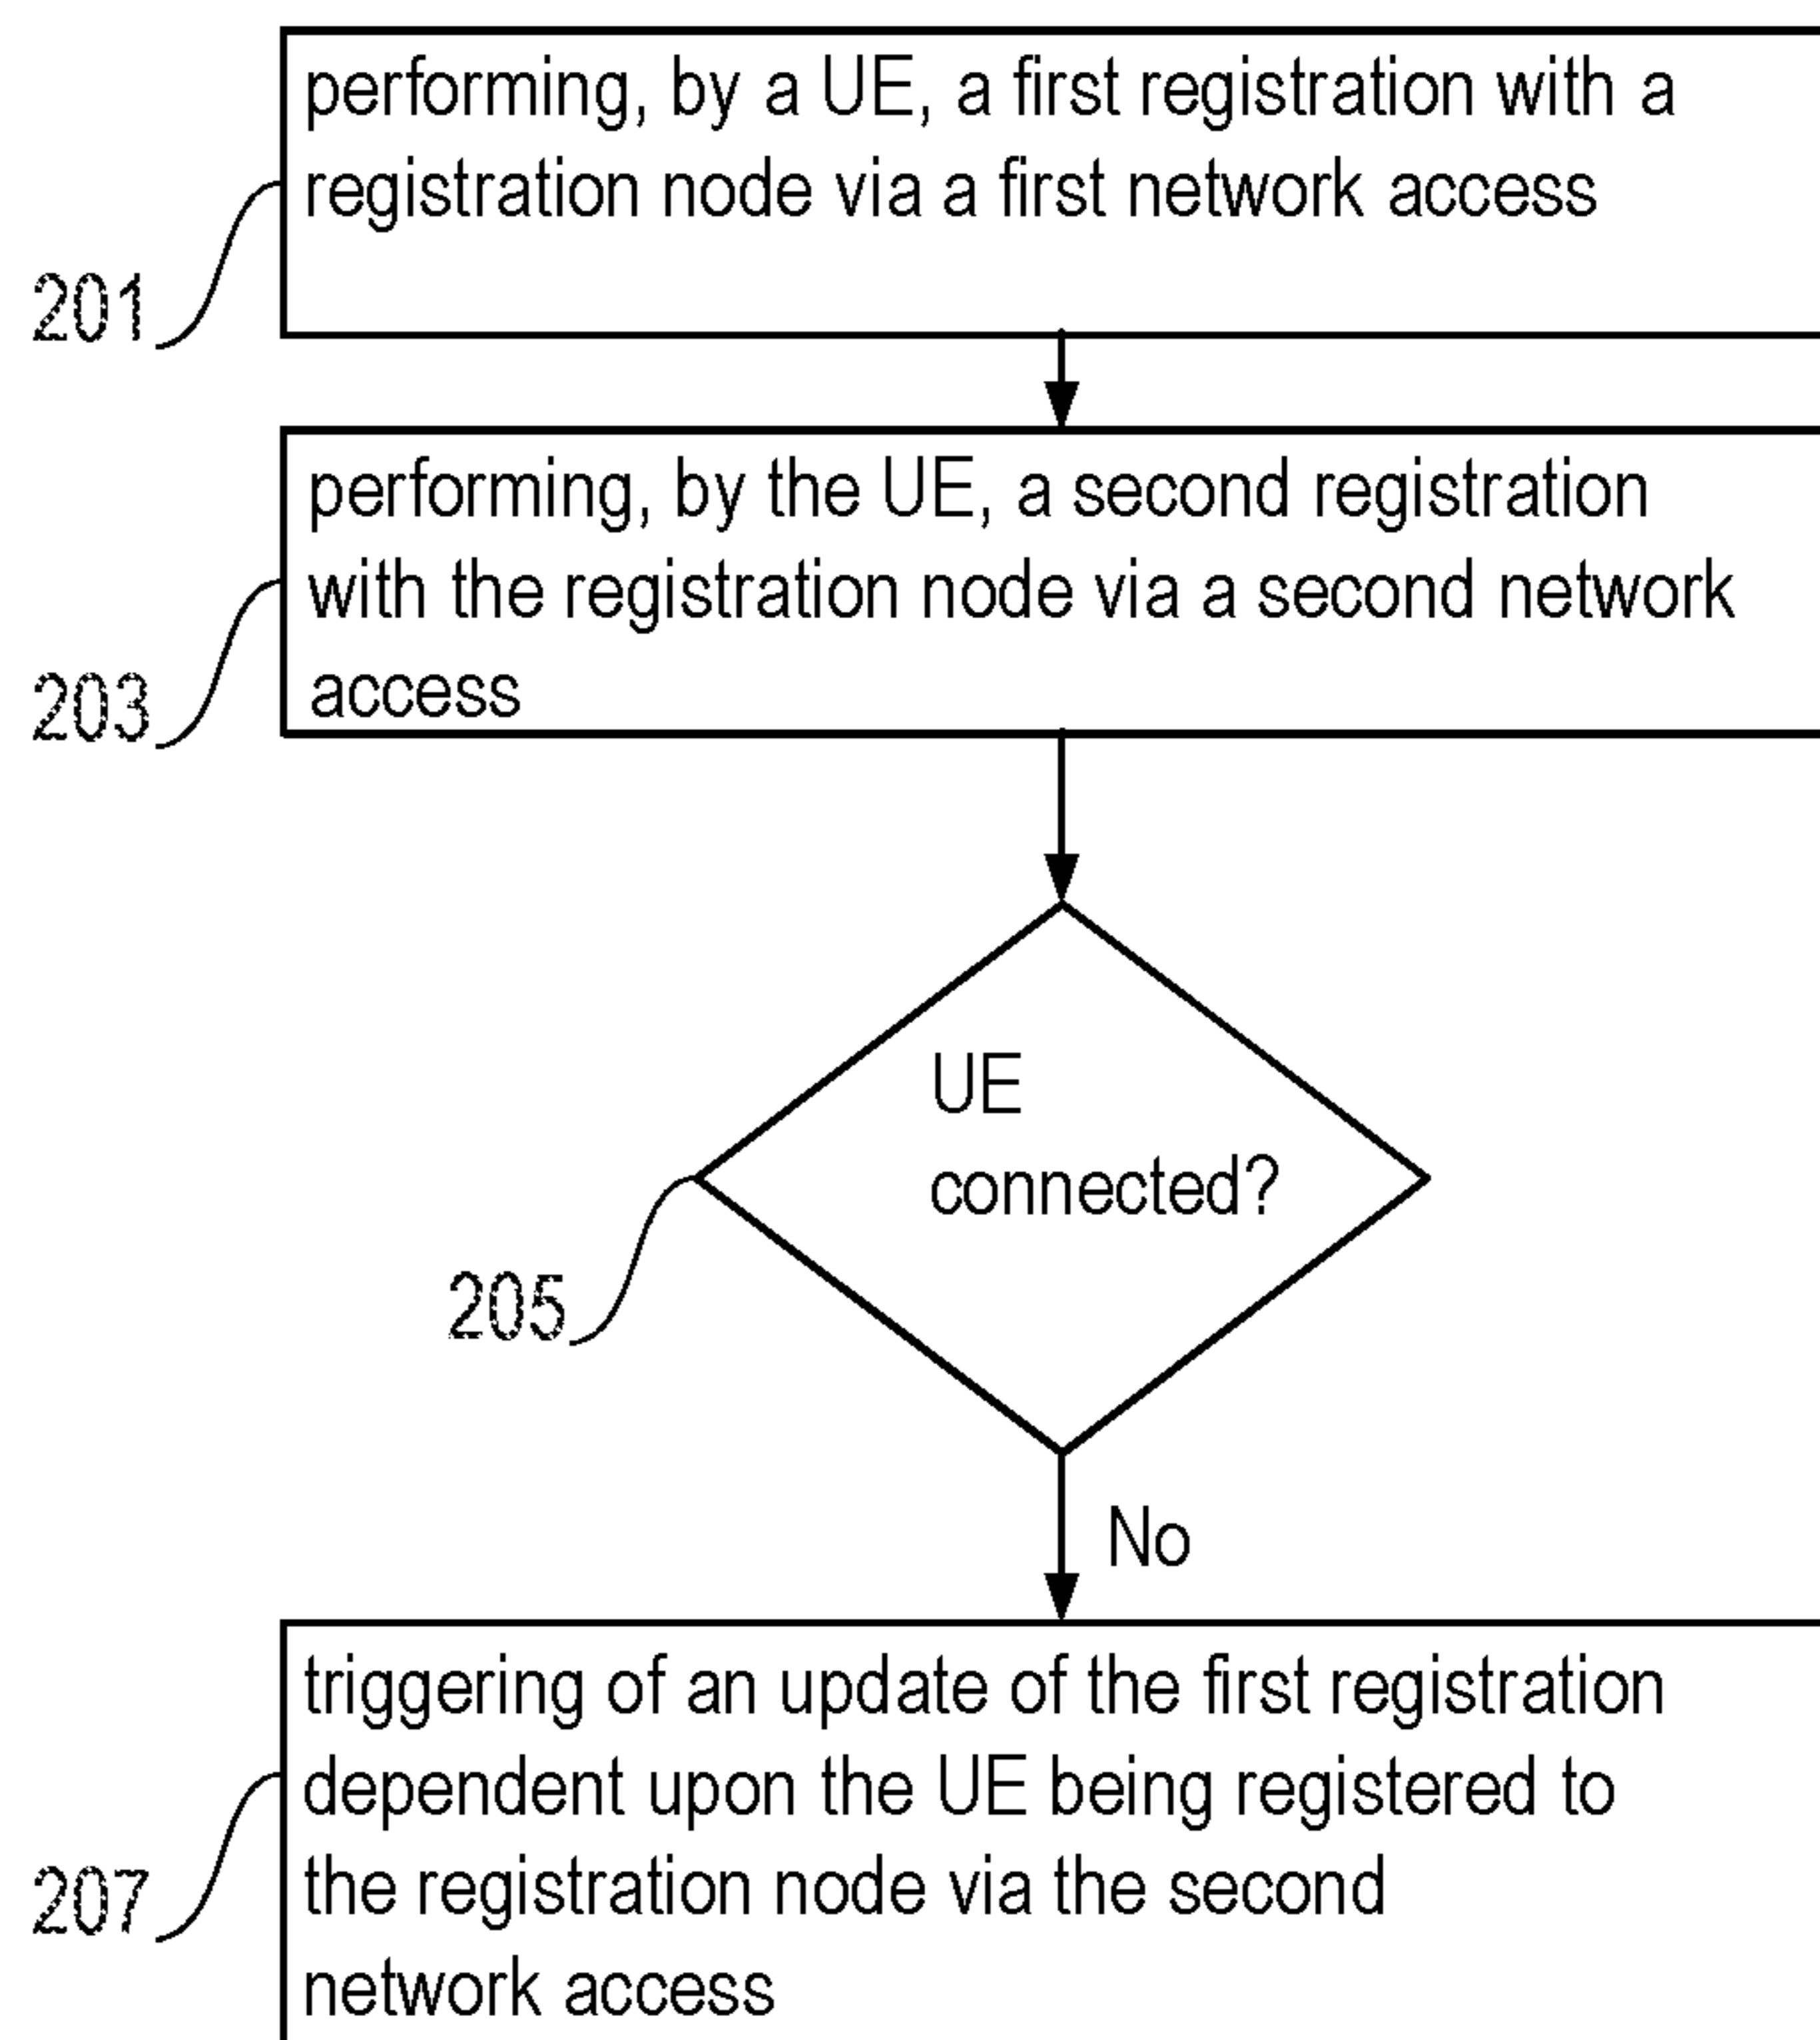 performing, by a UE, a first registration with a
registration node via a first network access
201
performing, by the UE, a second registration
with the registration node via a second network
access
203
UE
connected?
205
No
triggering of an update of the first registration
dependent upon the UE being registered to
the registration node via the second
network access
207